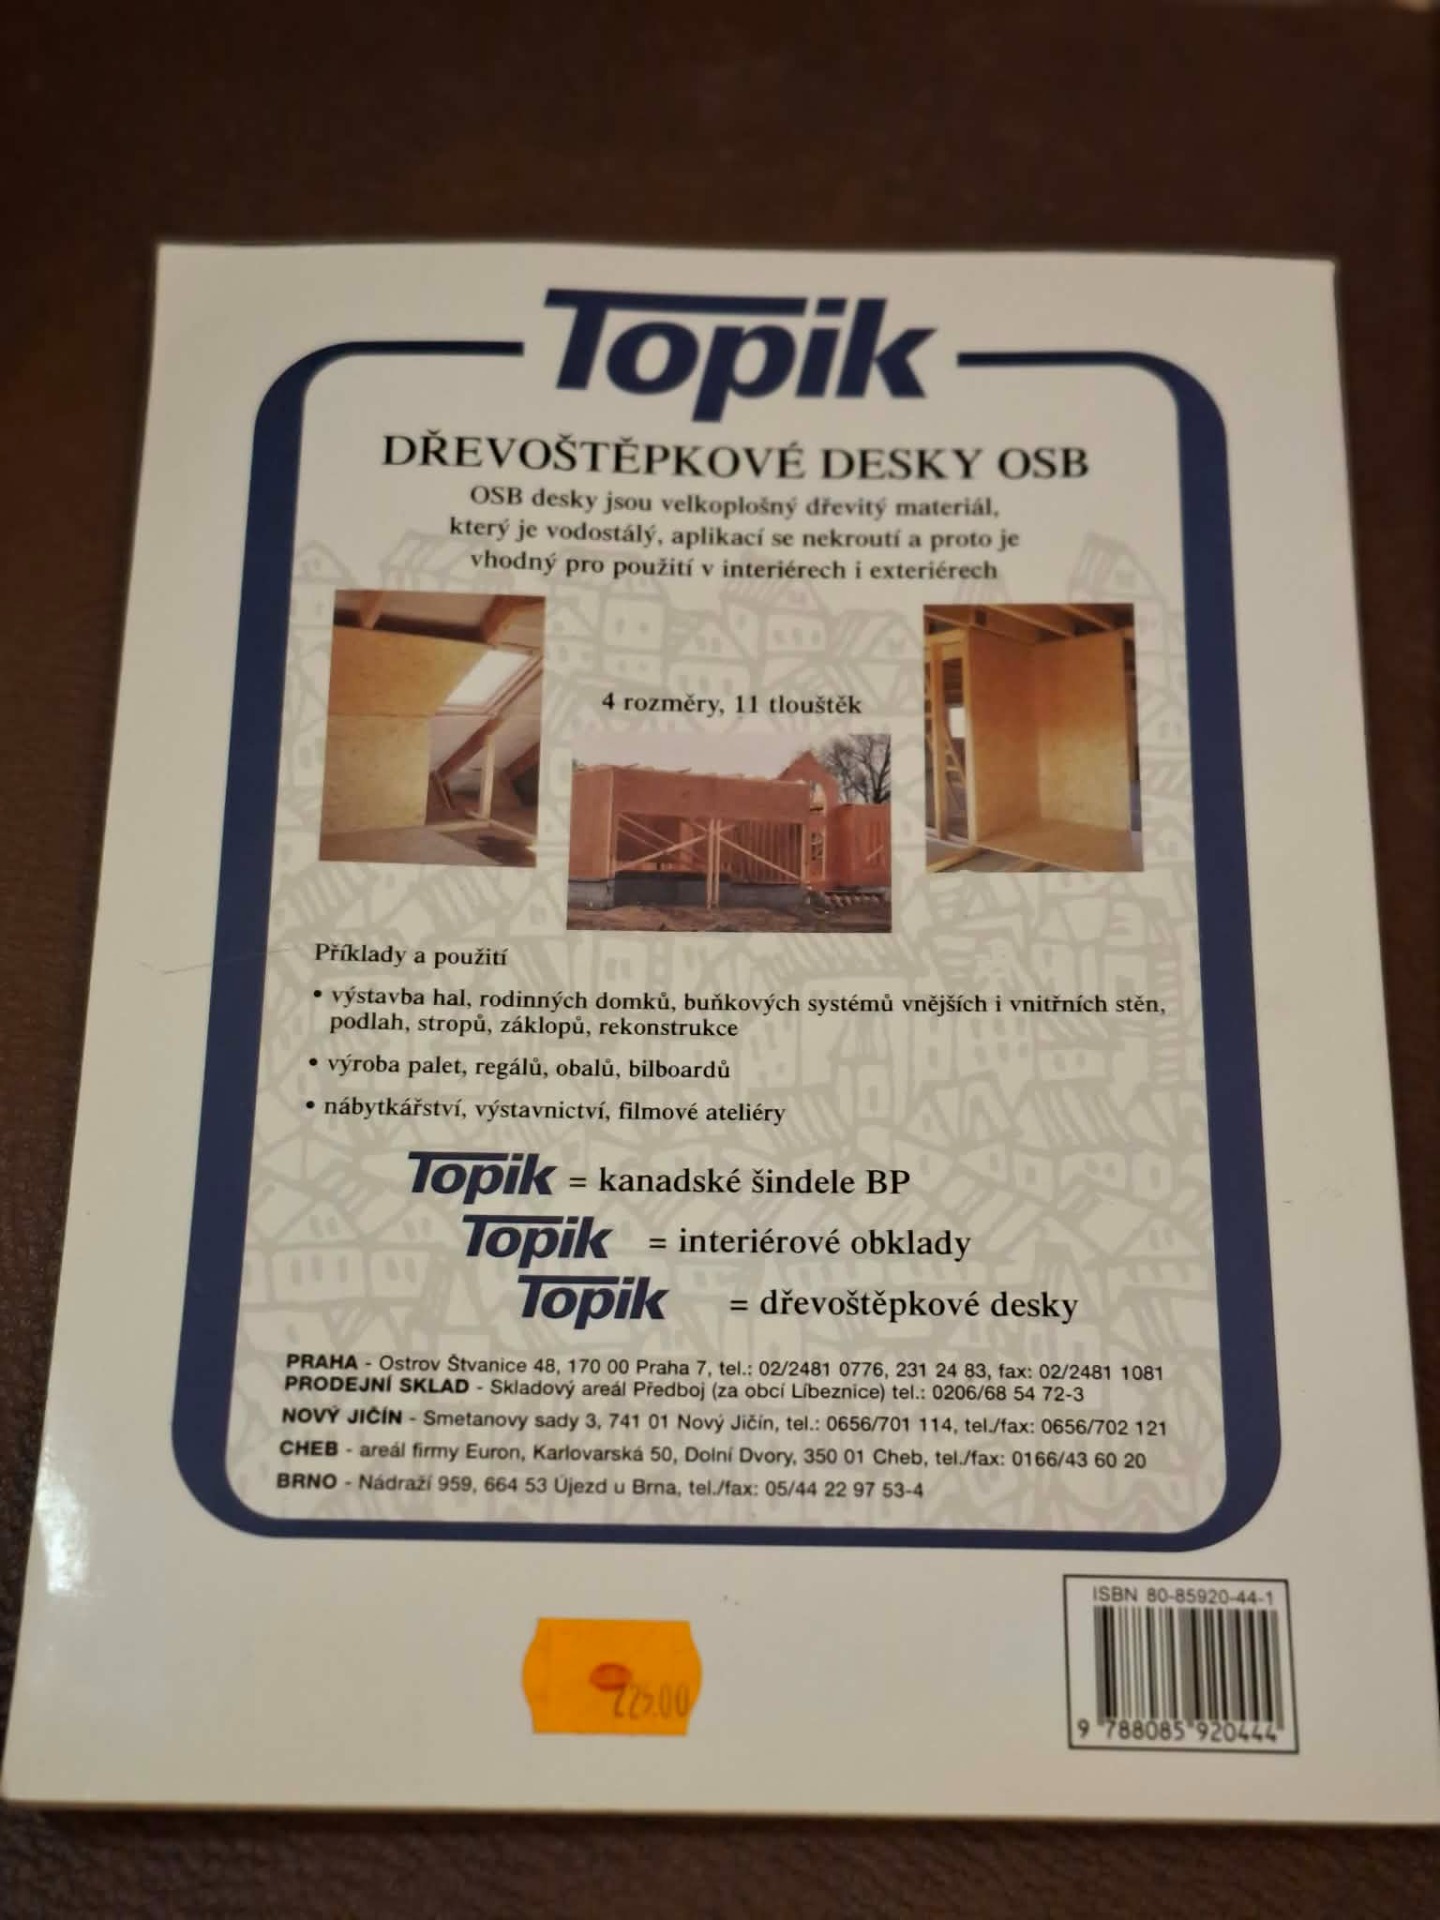 Topik
DŘEVOŠTĚPKOVÉ DESKY OSB
OSB desky jsou velkoplošný dřevitý materiál,
který je vodostálý, aplikací se nekroutí a proto je
vhodný pro použití v interiérech i exteriérech
4 rozměry, 11 tlouštěk
Příklady a použití
• výstavba hal, rodinných domků, buňkových systémů vnějších i vnitřních stěn,
podlah, stropů, záklopů, rekonstrukce
• výroba palet, regálů, obalů, bilboardů
• nábytkářství, výstavnictví, filmové ateliéry
Topik = kanadské šindele BP
Topik = interiérové obklady
Topik = dřevoštěpkové desky
PRAHA - Ostrov Štvanice 48, 170 00 Praha 7, tel.: 02/2481 0776, 231 24 83, fax: 02/2481 1081
PRODEJNÍ SKLAD - Skladový areál Předboj (za obcí Líbeznice) tel.: 0206/68 54 72-3
NOVÝ JIČÍN - Smetanovy sady 3, 741 01 Nový Jičín, tel.: 0656/701 114, tel./fax: 0656/702 121
CHEB - areál firmy Euron, Karlovarská 50, Dolní Dvory, 350 01 Cheb, tel./fax: 0166/43 60 20
BRNO - Nádraží 959, 664 53 Újezd u Brna, tel./fax: 05/44 22 97 53-4
ISBN 80-85920-44-1
9 788085 920444
225.00